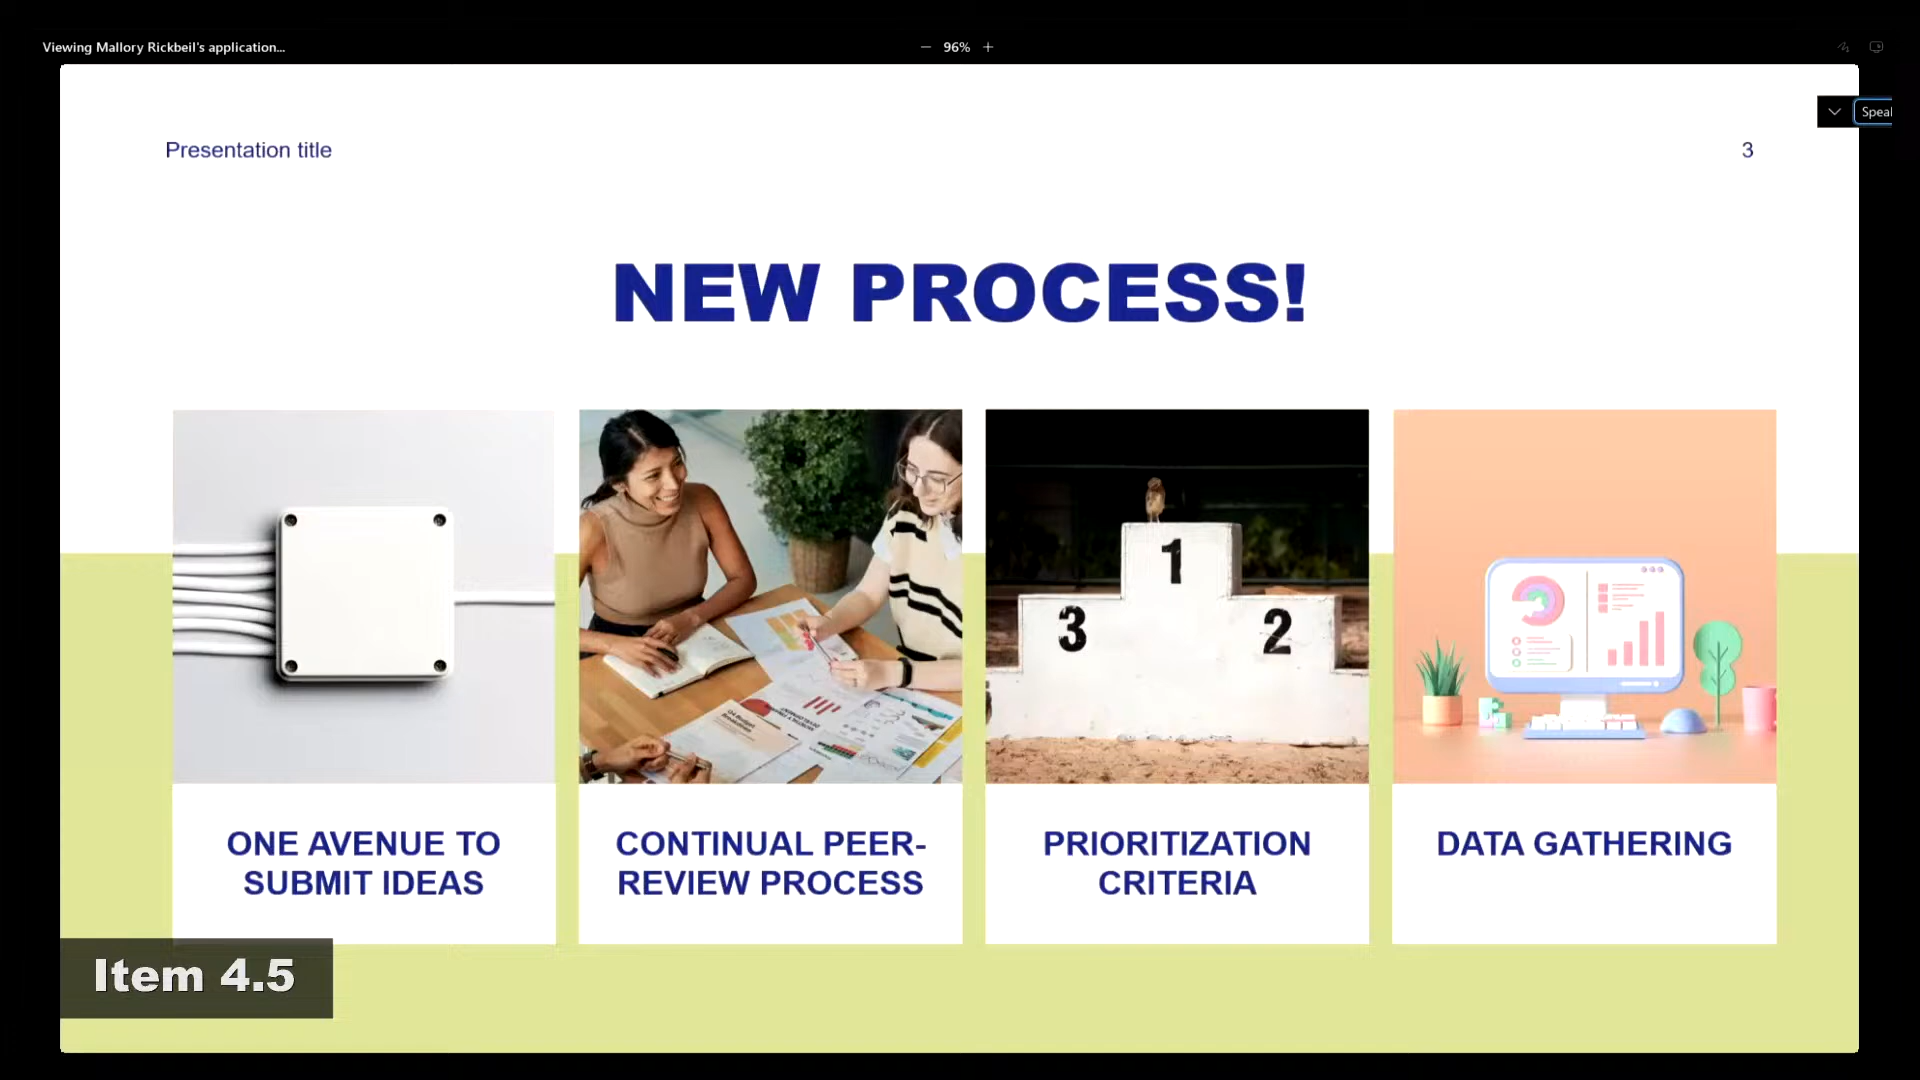 Viewing Mallory Rickbeil's application...
96%
Speal
Presentation title
3
NEW PROCESS!
1
3
2
ONE AVENUE TO
SUBMIT IDEAS
CONTINUAL PEER-
REVIEW PROCESS
PRIORITIZATION
CRITERIA
DATA GATHERING
Item 4.5